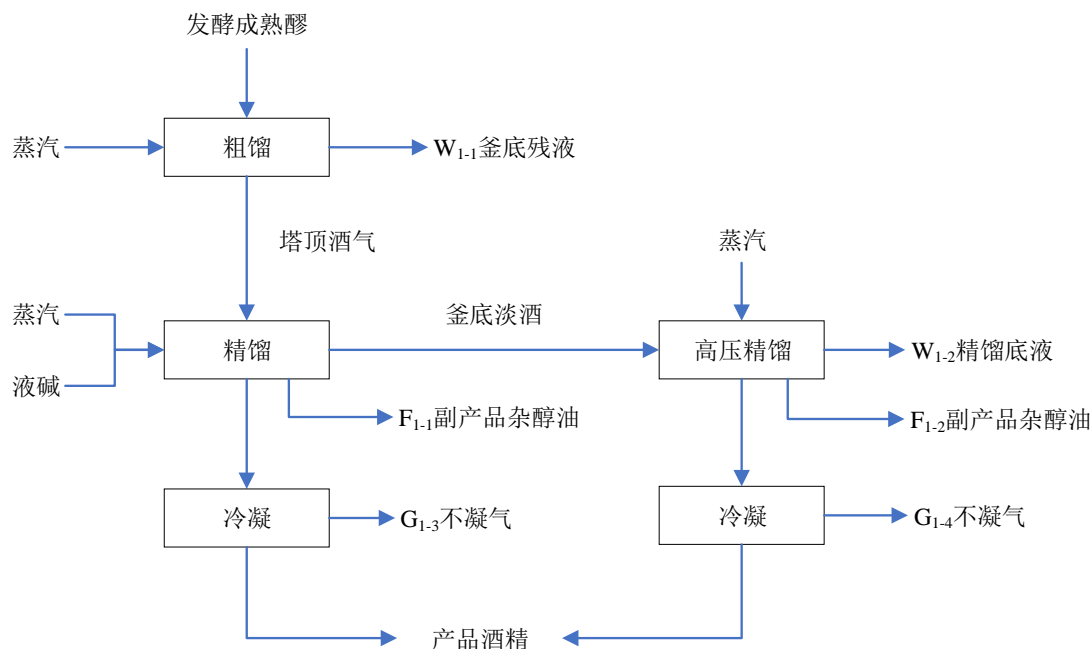 发酵成熟醪
蒸汽
粗馏
W1-1釜底残液
塔顶酒气
蒸汽
蒸汽
釜底淡酒
精馏
高压精馏
W1-2精馏底液
液碱
F1-1副产品杂醇油
F1-2副产品杂醇油
冷凝
G1-3不凝气
冷凝
G1-4不凝气
产品酒精